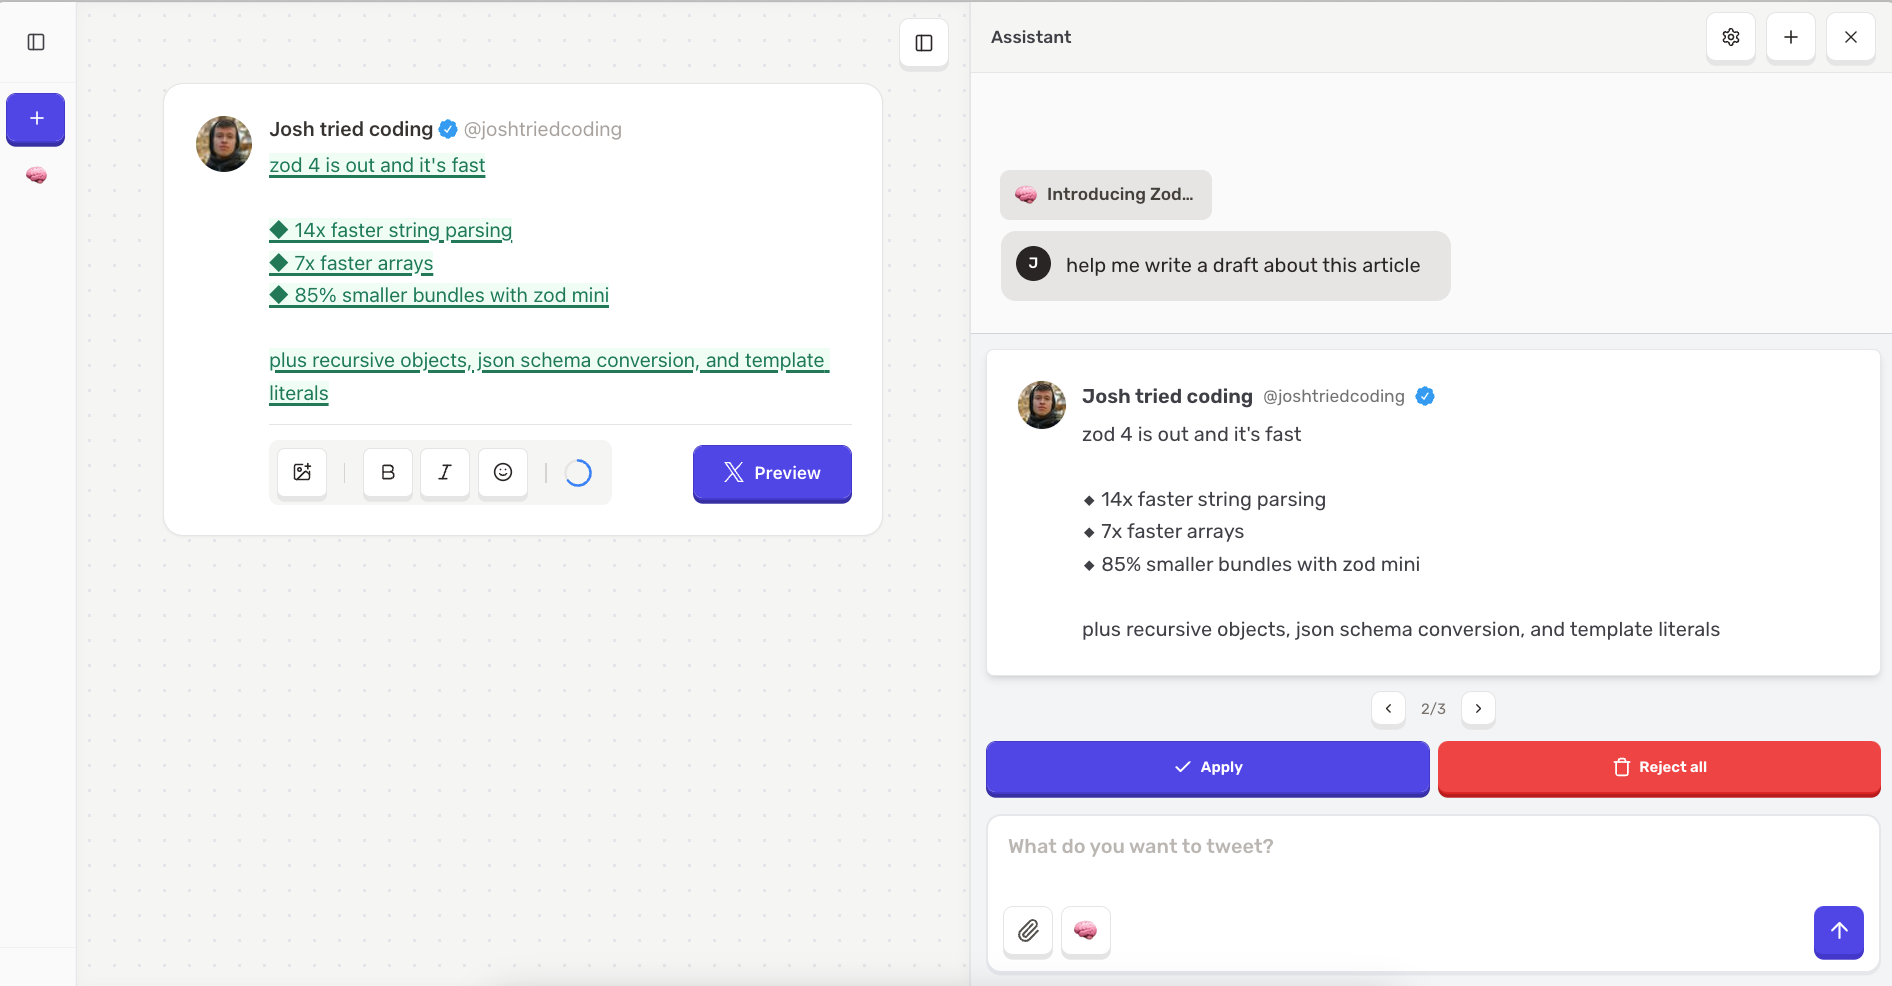 Josh tried coding @joshtriedcoding
zod 4 is out and it's fast
◆ 14x faster string parsing
◆ 7x faster arrays
◆ 85% smaller bundles with zod mini
plus recursive objects, json schema conversion, and template
literals
B I
Preview
Assistant
Introducing Zod...
J help me write a draft about this article
Josh tried coding @joshtriedcoding
zod 4 is out and it's fast
◆ 14x faster string parsing
◆ 7x faster arrays
◆ 85% smaller bundles with zod mini
plus recursive objects, json schema conversion, and template literals
2/3
Apply
Reject all
What do you want to tweet?